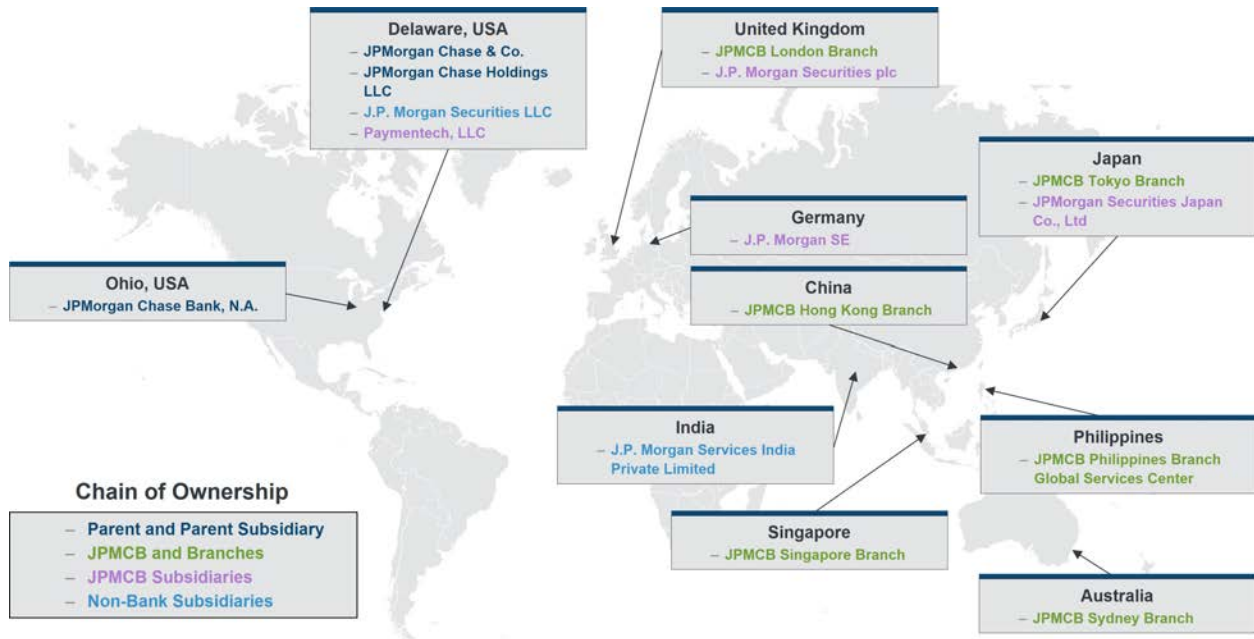 Delaware, USA
– JPMorgan Chase & Co.
– JPMorgan Chase Holdings
LLC
– J.P. Morgan Securities LLC
– Paymentech, LLC
United Kingdom
– JPMCB London Branch
– J.P. Morgan Securities plc
Japan
– JPMCB Tokyo Branch
– JPMorgan Securities Japan
Co., Ltd
Germany
– J.P. Morgan SE
Ohio, USA
– JPMorgan Chase Bank, N.A.
China
– JPMCB Hong Kong Branch
India
– J.P. Morgan Services India
Private Limited
Philippines
– JPMCB Philippines Branch
Global Services Center
Singapore
– JPMCB Singapore Branch
Australia
– JPMCB Sydney Branch
Chain of Ownership
– Parent and Parent Subsidiary
– JPMCB and Branches
– JPMCB Subsidiaries
– Non-Bank Subsidiaries